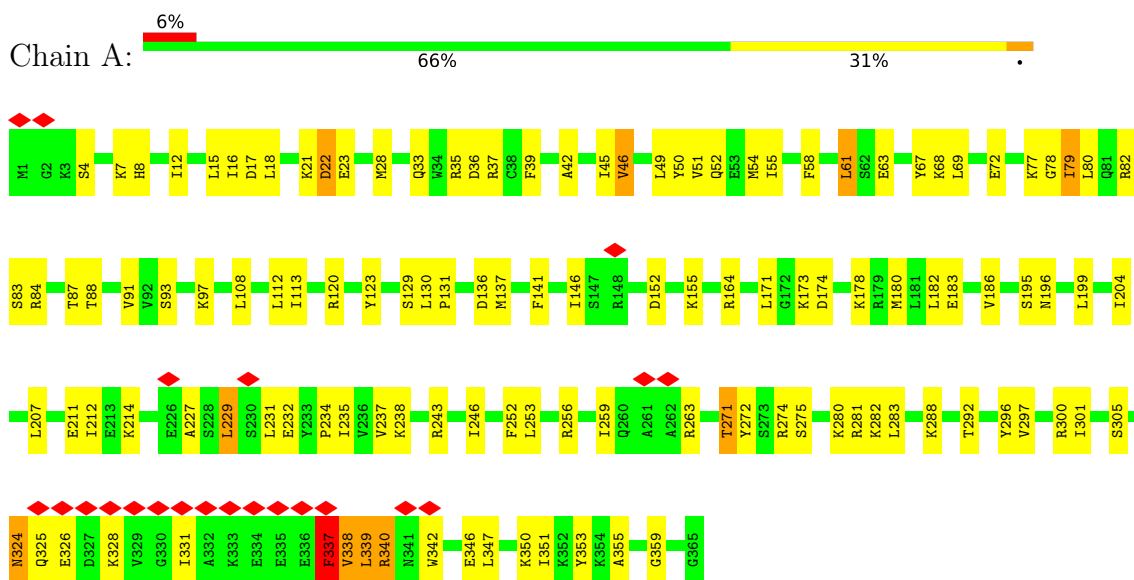 6%
Chain A:
66% 31% •
M1 G2 K3 S4 K7 H8 I12 L15 I16 D17 L18 K21 D22 E23 M28 Q33 W34 R35 D36 R37 C38 F39 A42 I45 V46 L49 Y50 V51 Q52 E53 M54 I55 F58 L61 S62 E63 Y67 K68 L69 E72 K77 G78 I79 L80 Q81 R82
S83 R84 T87 T88 V91 V92 S93 K97 L108 L112 I113 R120 Y123 S129 L130 P131 D136 M137 F141 I146 S147 R148 D152 K155 R164 L171 G172 K173 D174 K178 R179 M180 L181 L182 E183 V186 S195 N196 L199 I204
L207 E211 I212 E213 K214 E226 A227 S228 L229 S230 L231 E232 Y233 P234 I235 V236 V237 K238 R243 I246 F252 L253 R256 I259 Q260 A261 A262 R263 T271 Y272 S273 R274 S275 K280 R281 K282 L283 K288 T292 Y296 V297 R300 I301 S305
N324 Q325 E326 D327 K328 V329 G330 I331 A332 K333 E334 E335 E336 F337 V338 L339 R340 N341 W342 E346 L347 K350 I351 K352 Y353 K354 A355 G359 G365